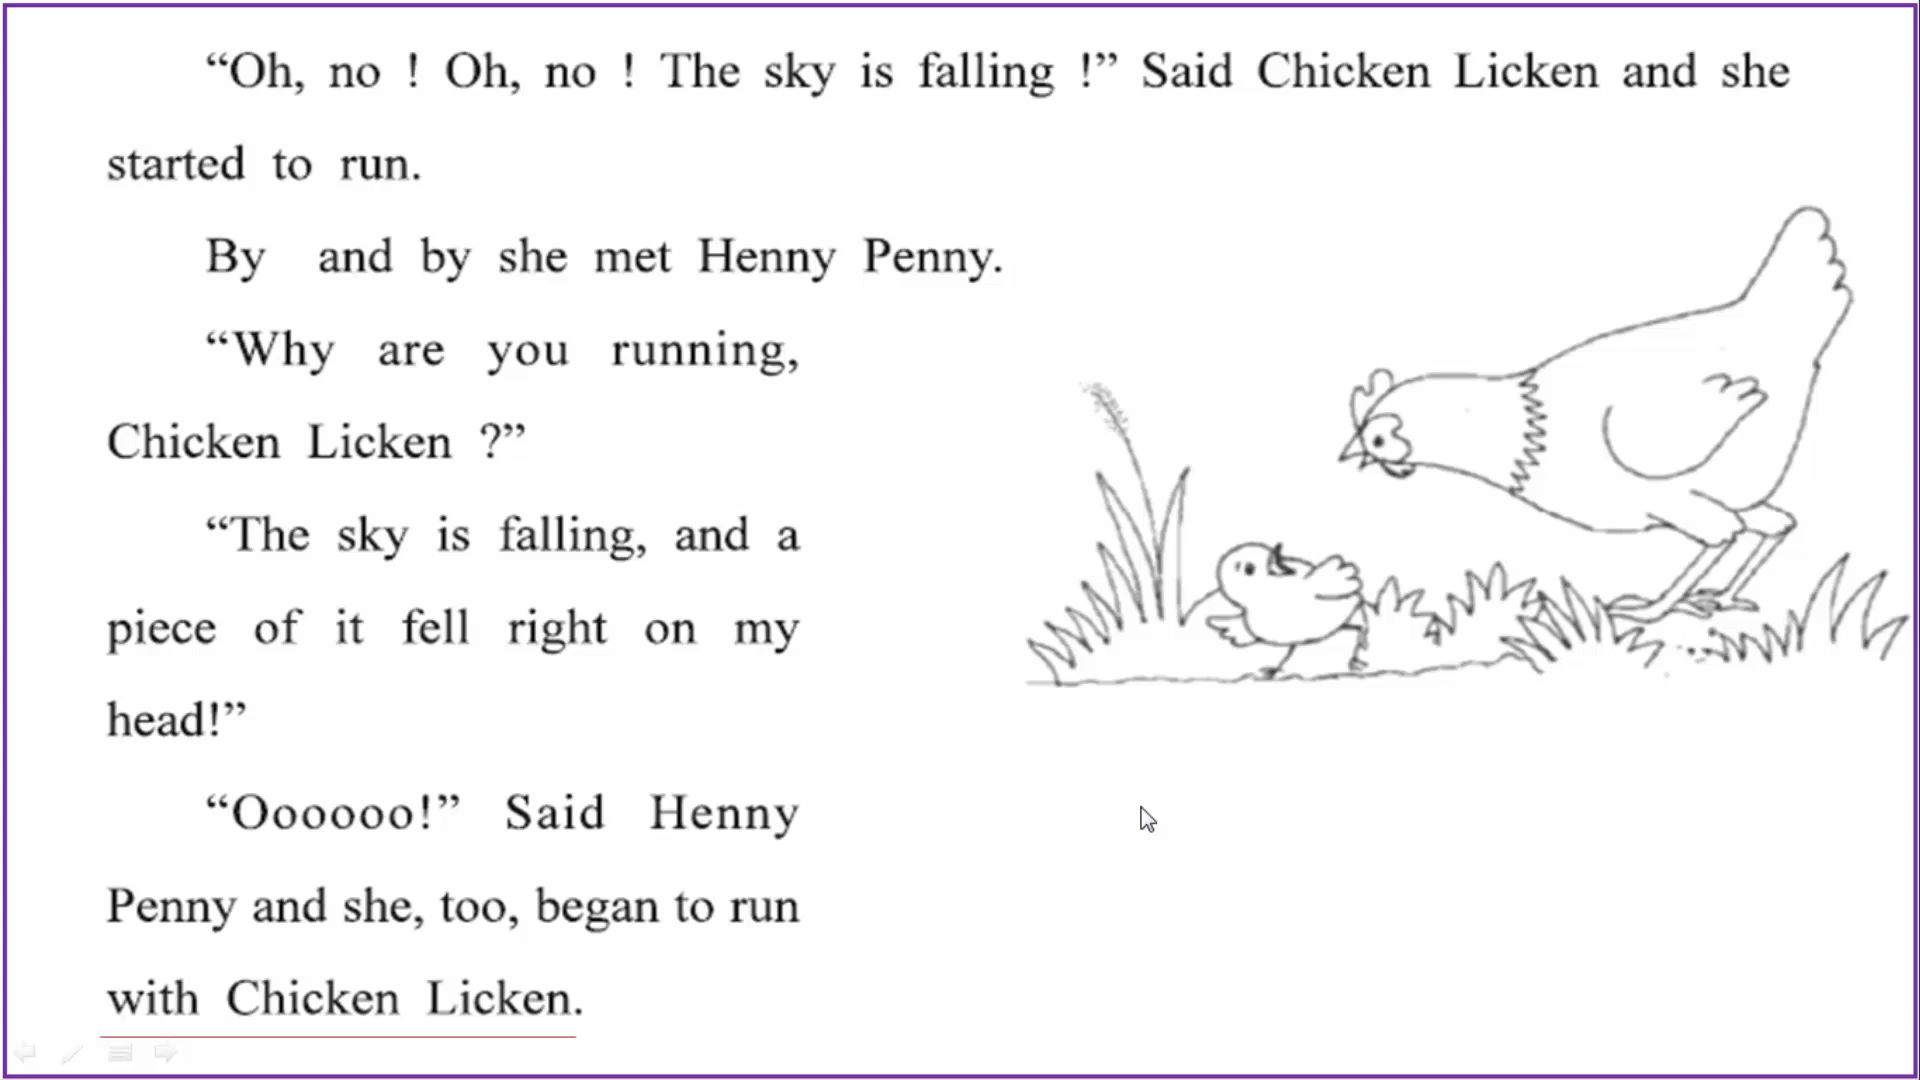 “Oh, no ! Oh, no ! The sky is falling !” Said Chicken Licken and she
started to run.
By and by she met Henny Penny.
“Why are you running,
Chicken Licken ?”
“The sky is falling, and a
piece of it fell right on my
head!”
“Oooooo!” Said Henny
Penny and she, too, began to run
with Chicken Licken.